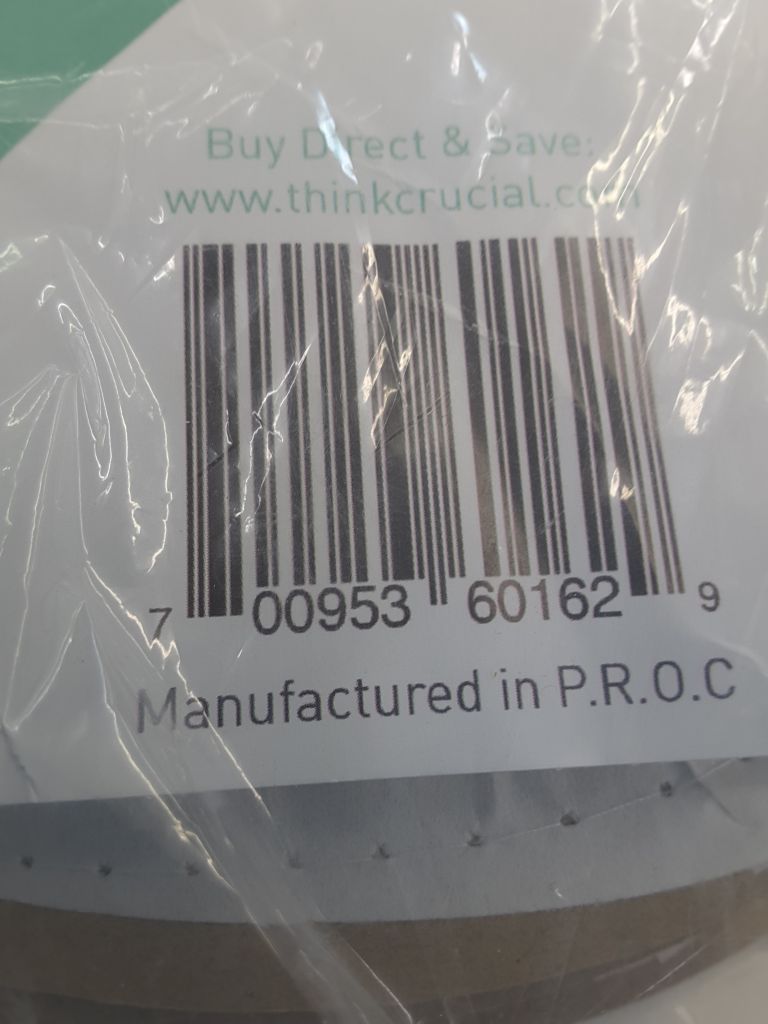 Buy Direct & Save:
www.thinkcrucial.com
7 00953 60162 9
Manufactured in P.R.O.C